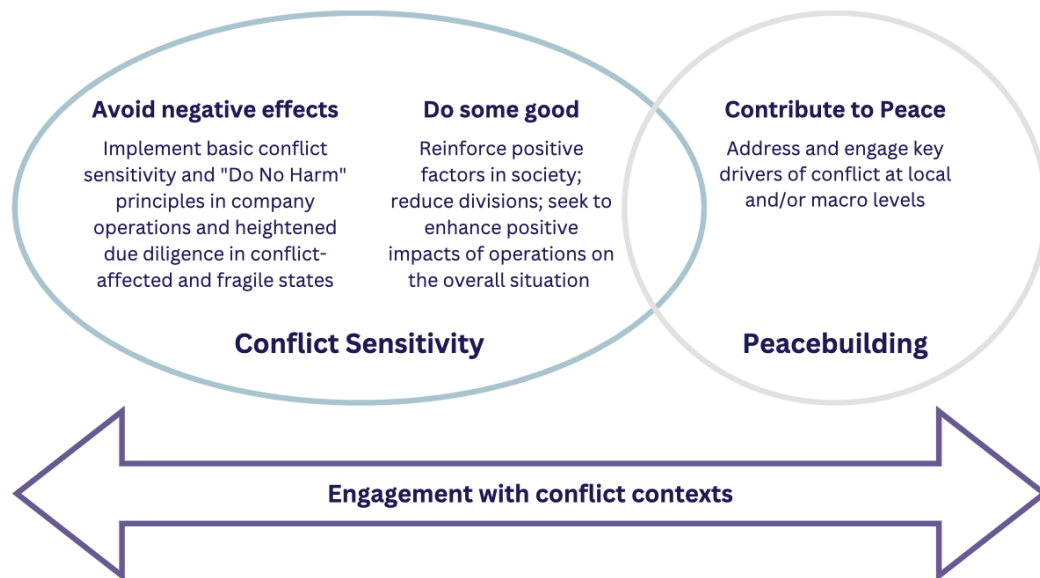 Avoid negative effects
Implement basic conflict
sensitivity and "Do No Harm"
principles in company
operations and heightened
due diligence in conflict-
affected and fragile states
Do some good
Reinforce positive
factors in society;
reduce divisions; seek to
enhance positive
impacts of operations on
the overall situation
Conflict Sensitivity
Contribute to Peace
Address and engage key
drivers of conflict at local
and/or macro levels
Peacebuilding
Engagement with conflict contexts